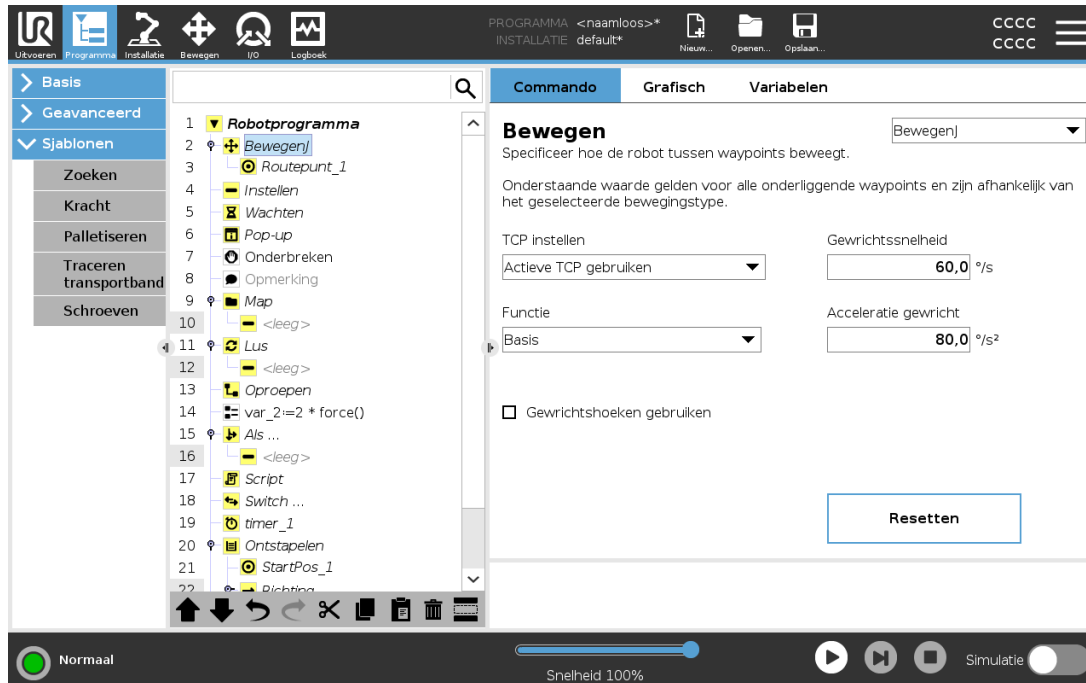 PROGRAMMA <naamloos>*
INSTALLATIE default*
CCCC
CCCC
Uitvoeren
Programma
Installatie
Bewegen
I/O
Logboek
Nieuw...
Openen...
Opslaan...
Basis
Geavanceerd
Sjablonen
Zoeken
Kracht
Palletiseren
Traceren
transportband
Schroeven
1 Robotprogramma
2 BewegenJ
3 Routepunt_1
4 Instellen
5 Wachten
6 Pop-up
7 Onderbreken
8 Opmerking
9 Map
10 <leeg>
11 Lus
12 <leeg>
13 Oproepen
14 var_2:=2 * force()
15 Als ...
16 <leeg>
17 Script
18 Switch ...
19 timer_1
20 Ontstapelen
21 StartPos_1
22 Richting
Commando
Grafisch
Variabelen
Bewegen
BewegenJ
Specificeer hoe de robot tussen waypoints beweegt.
Onderstaande waarde gelden voor alle onderliggende waypoints en zijn afhankelijk van
het geselecteerde bewegingstype.
TCP instellen
Gewrichtssnelheid
Actieve TCP gebruiken
60,0 °/s
Functie
Acceleratie gewricht
Basis
80,0 °/s²
Gewrichtshoeken gebruiken
Resetten
Normaal
Snelheid 100%
Simulatie